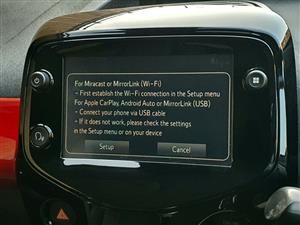 For Miracast or MirrorLink (Wi-Fi)
- First establish the Wi-Fi connection in the Setup menu
For Apple CarPlay, Android Auto or MirrorLink (USB)
- Connect your phone via USB cable
- If it does not work, please check the settings
in the Setup menu or on your device
Setup
Cancel